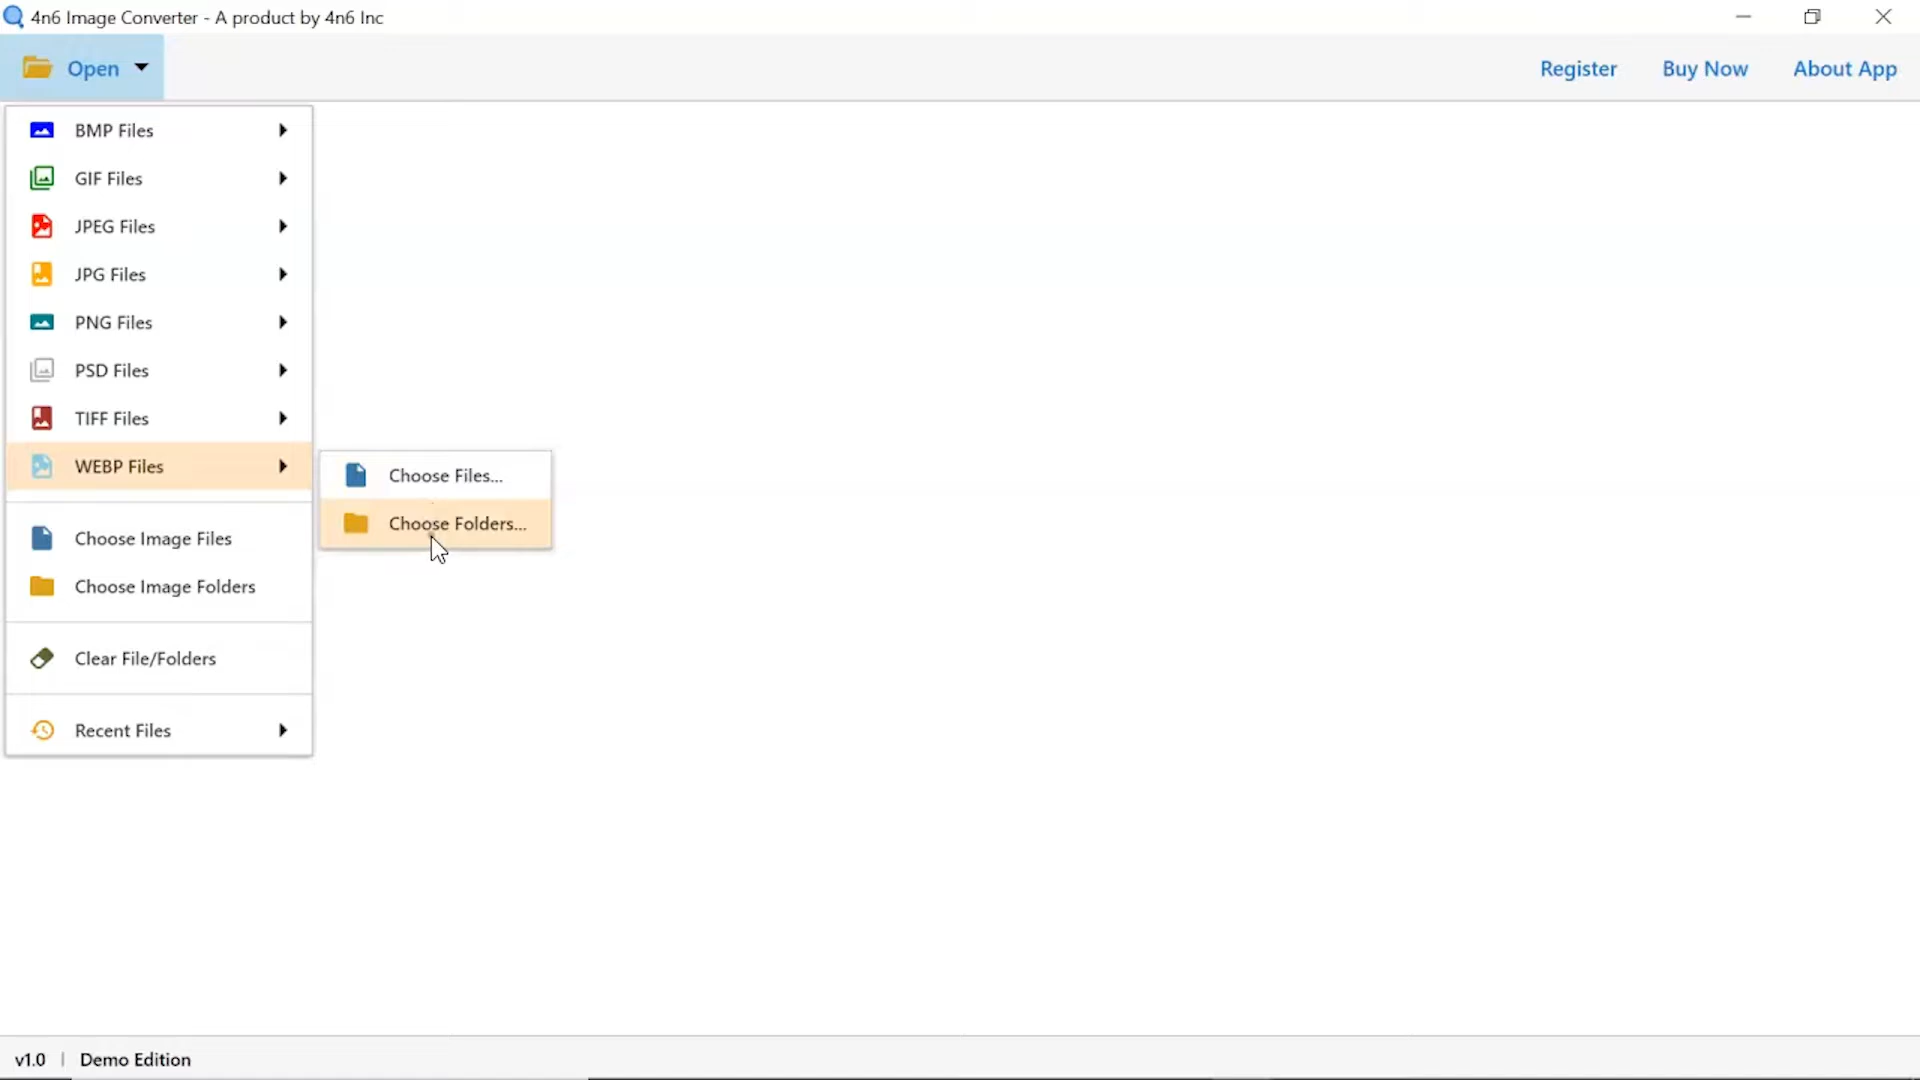 4n6 Image Converter - A product by 4n6 Inc
Open
Register
Buy Now
About App
BMP Files
GIF Files
JPEG Files
JPG Files
PNG Files
PSD Files
TIFF Files
WEBP Files
Choose Files...
Choose Folders...
Choose Image Files
Choose Image Folders
Clear File/Folders
Recent Files
v1.0 | Demo Edition